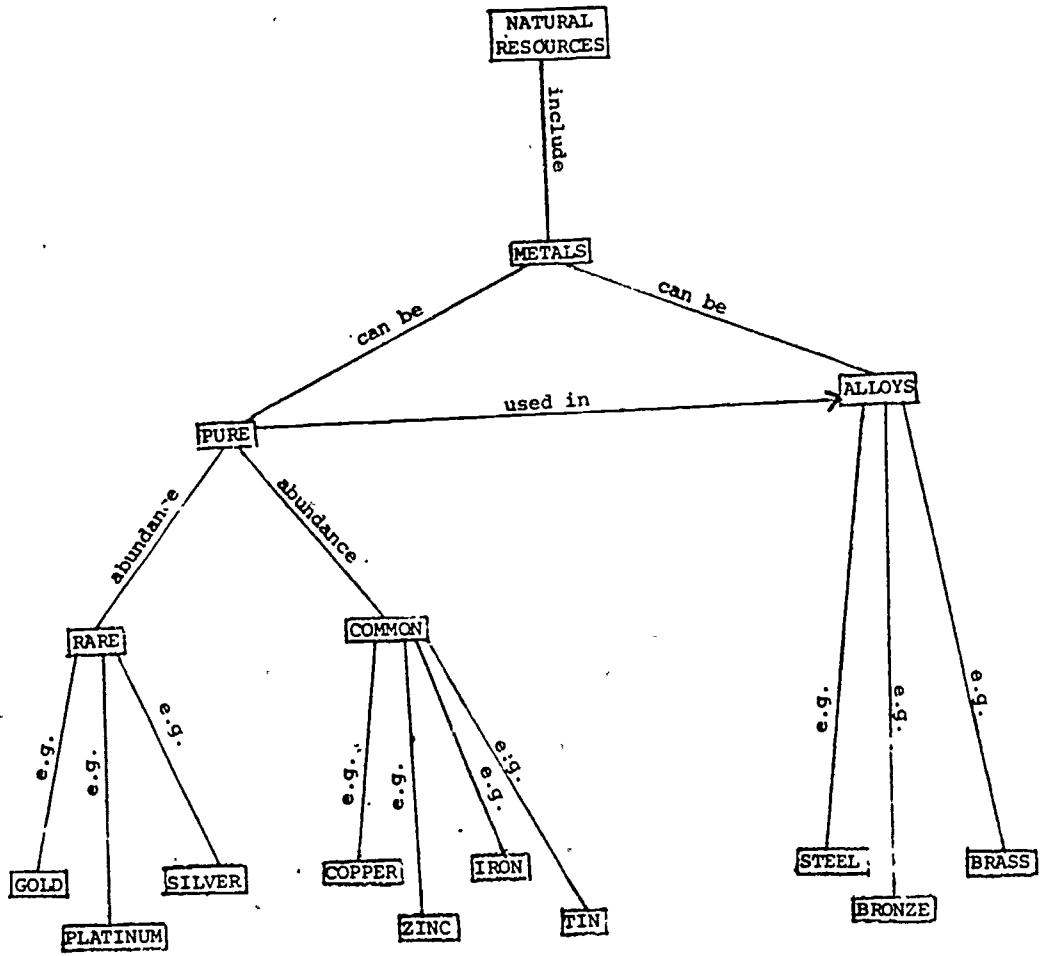 NATURAL
RESOURCES
include
METALS
can be
can be
ALLOYS
used in
PURE
abundance
abundance
RARE
COMMON
e.g.
e.g.
e.g.
e.g.
e.g.
e.g.
e.g.
e.g.
e.g.
e.g.
GOLD
PLATINUM
SILVER
COPPER
ZINC
IRON
TIN
STEEL
BRONZE
BRASS